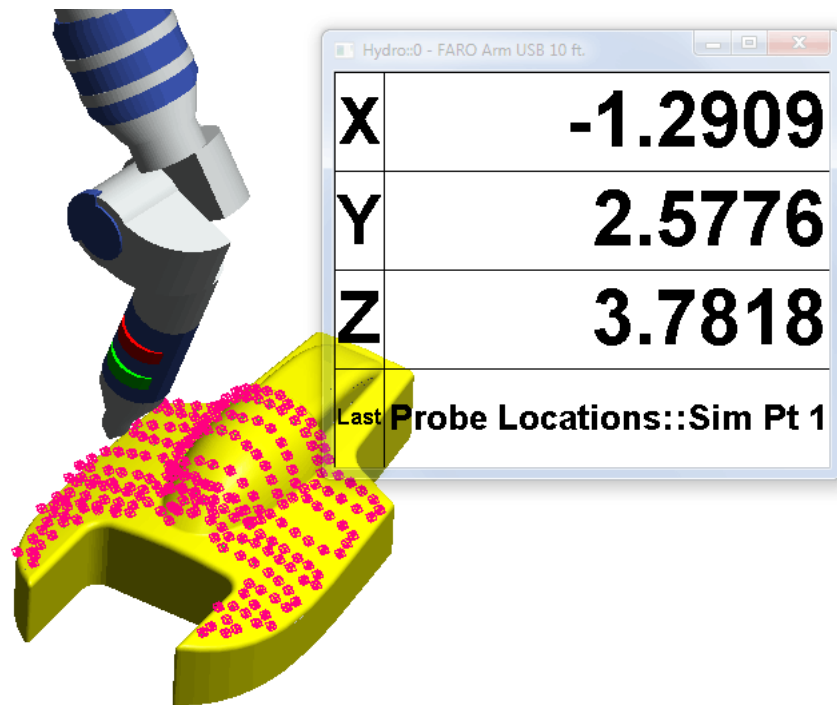 Hydro::0 - FARO Arm USB 10 ft.
X -1.2909
Y 2.5776
Z 3.7818
Last Probe Locations::Sim Pt 1